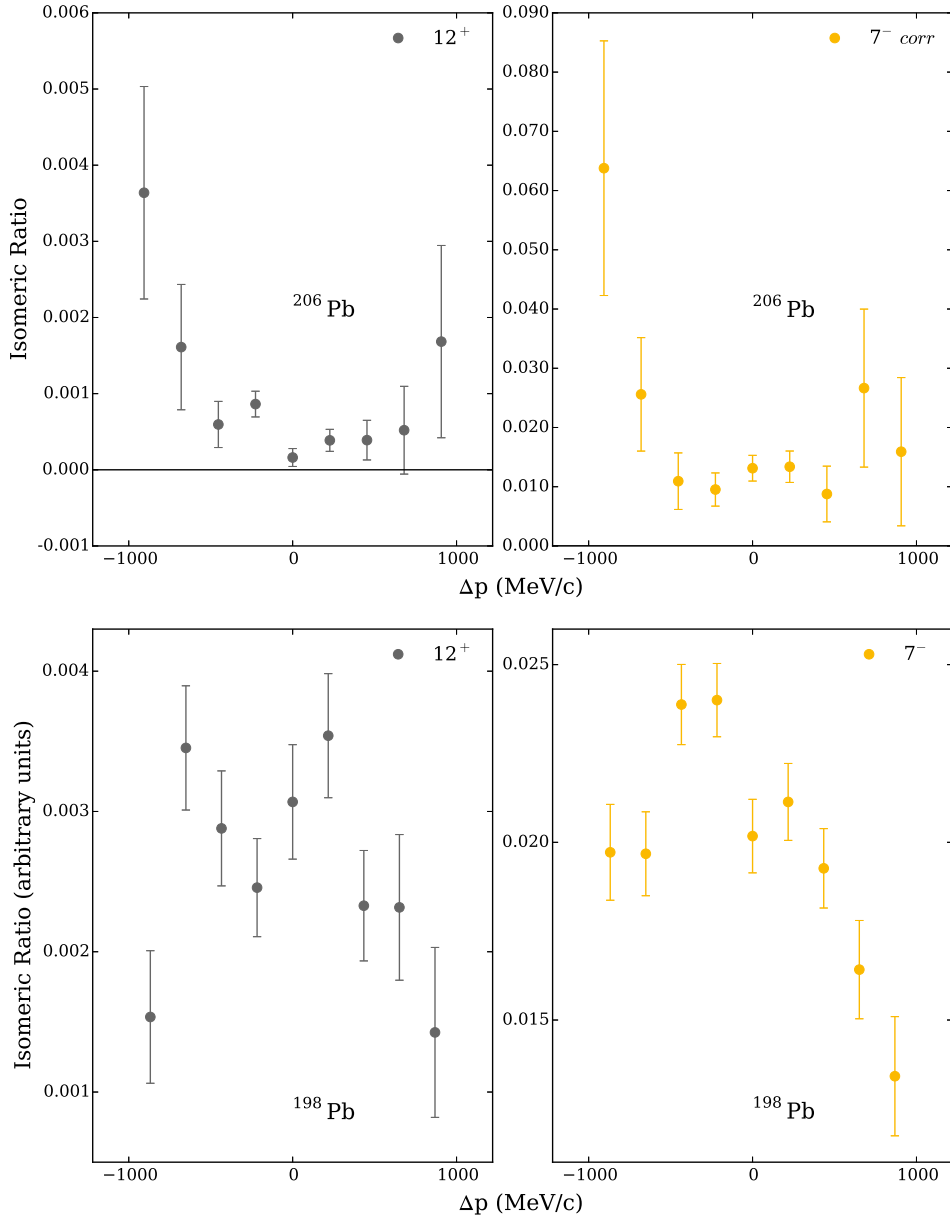 0.006
0.005
0.004
0.003
0.002
0.001
0.000
-0.001
Isomeric Ratio
12⁺
²⁰⁶Pb
−1000 0 1000
0.090
0.080
0.070
0.060
0.050
0.040
0.030
0.020
0.010
0.000
7⁻ corr
²⁰⁶Pb
−1000 0 1000
Δp (MeV/c)
0.004
0.003
0.002
0.001
Isomeric Ratio (arbitrary units)
12⁺
¹⁹⁸Pb
−1000 0 1000
0.025
0.020
0.015
7⁻
¹⁹⁸Pb
−1000 0 1000
Δp (MeV/c)